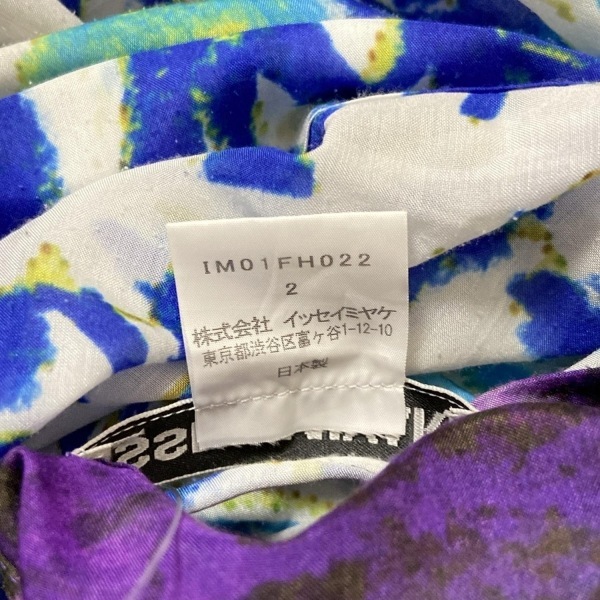 IM01FH022
2
株式会社 イッセイミヤケ
東京都渋谷区富ケ谷1-12-10
日本製